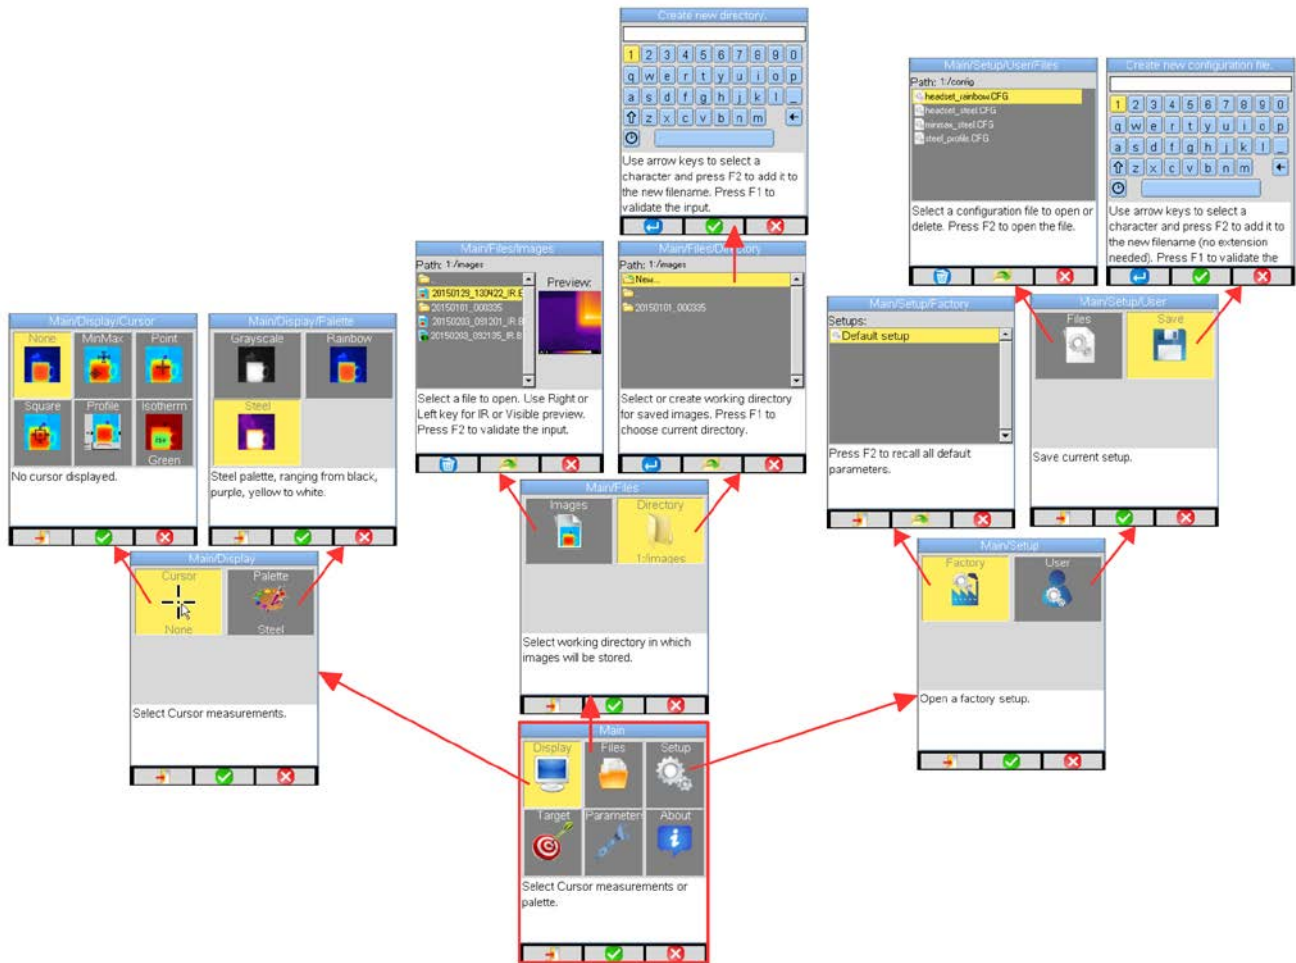 Create new directory.
1 2 3 4 5 6 7 8 9 0
q w e r t y u i o p
a s d f g h j k l _
z x c v b n m
Use arrow keys to select a
character and press F2 to add it to
the new filename. Press F1 to
validate the input.
Main/Setup/User/Files
Path: 1:/config
headset_rainbow.CFG
headset_steel.CFG
minmax_steel.CFG
steel_profile.CFG
Select a configuration file to open or
delete. Press F2 to open the file.
Create new configuration file.
1 2 3 4 5 6 7 8 9 0
q w e r t y u i o p
a s d f g h j k l _
z x c v b n m
Use arrow keys to select a
character and press F2 to add it to
the new filename (no extension
needed). Press F1 to validate the
Main/Files/Images
Path: 1:/images
..
20150129_130422_IR.B
20150101_000335
20150203_091201_IR.B
20150203_092135_IR.B
Preview:
Select a file to open. Use Right or
Left key for IR or Visible preview.
Press F2 to validate the input.
Main/Files/Directory
Path: 1:/images
New...
..
20150101_000335
Select or create working directory
for saved images. Press F1 to
choose current directory.
Main/Display/Cursor
None MinMax Point
Square Profile Isotherm
Green
No cursor displayed.
Main/Display/Palette
Grayscale Rainbow
Steel
Steel palette, ranging from black,
purple, yellow to white.
Main/Setup/Factory
Setups:
Default setup
Press F2 to recall all default
parameters.
Main/Setup/User
Files Save
Save current setup.
Main/Files
Images Directory
1:/images
Select working directory in which
images will be stored.
Main/Display
Cursor Palette
None Steel
Select Cursor measurements.
Main/Setup
Factory User
Open a factory setup.
Main
Display Files Setup
Target Parameter About
Select Cursor measurements or
palette.